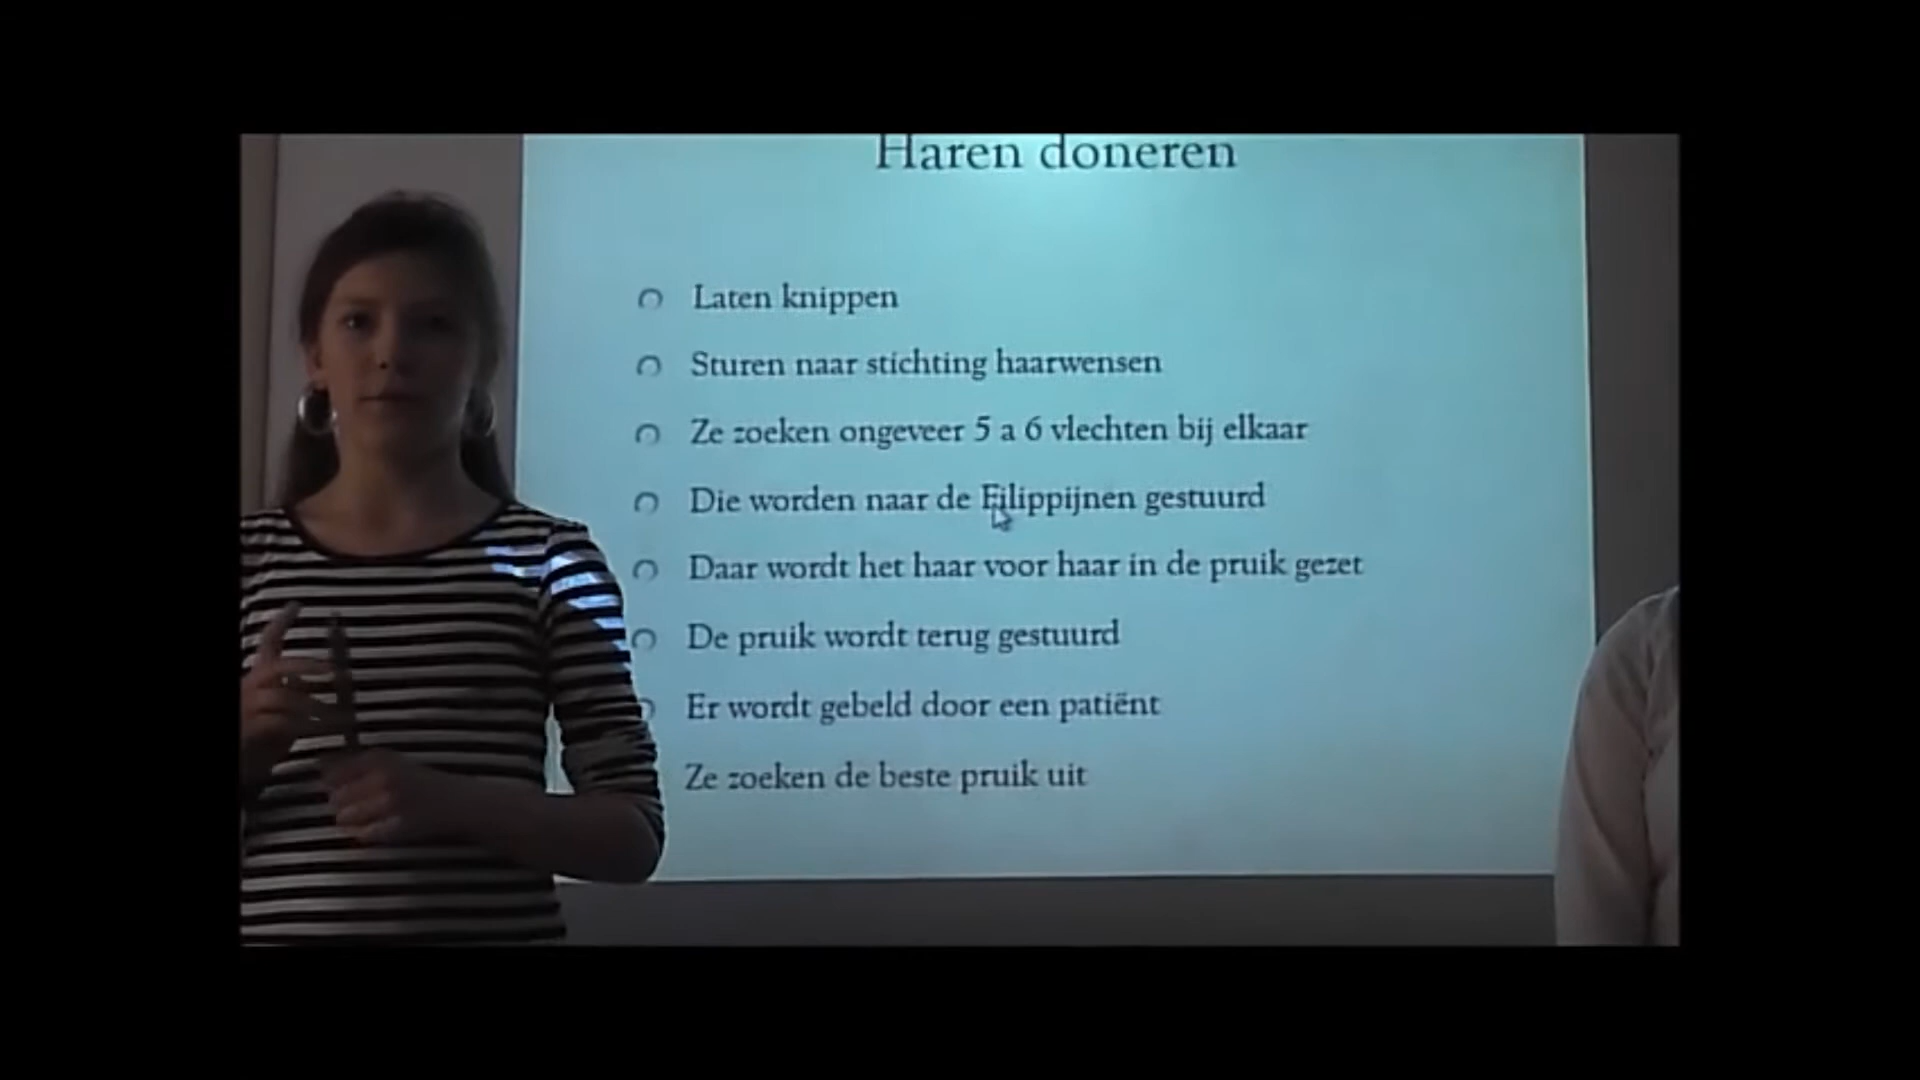 Haren doneren
Laten knippen
Sturen naar stichting haarwensen
Ze zoeken ongeveer 5 a 6 vlechten bij elkaar
Die worden naar de Filippijnen gestuurd
Daar wordt het haar voor haar in de pruik gezet
De pruik wordt terug gestuurd
Er wordt gebeld door een patiënt
Ze zoeken de beste pruik uit